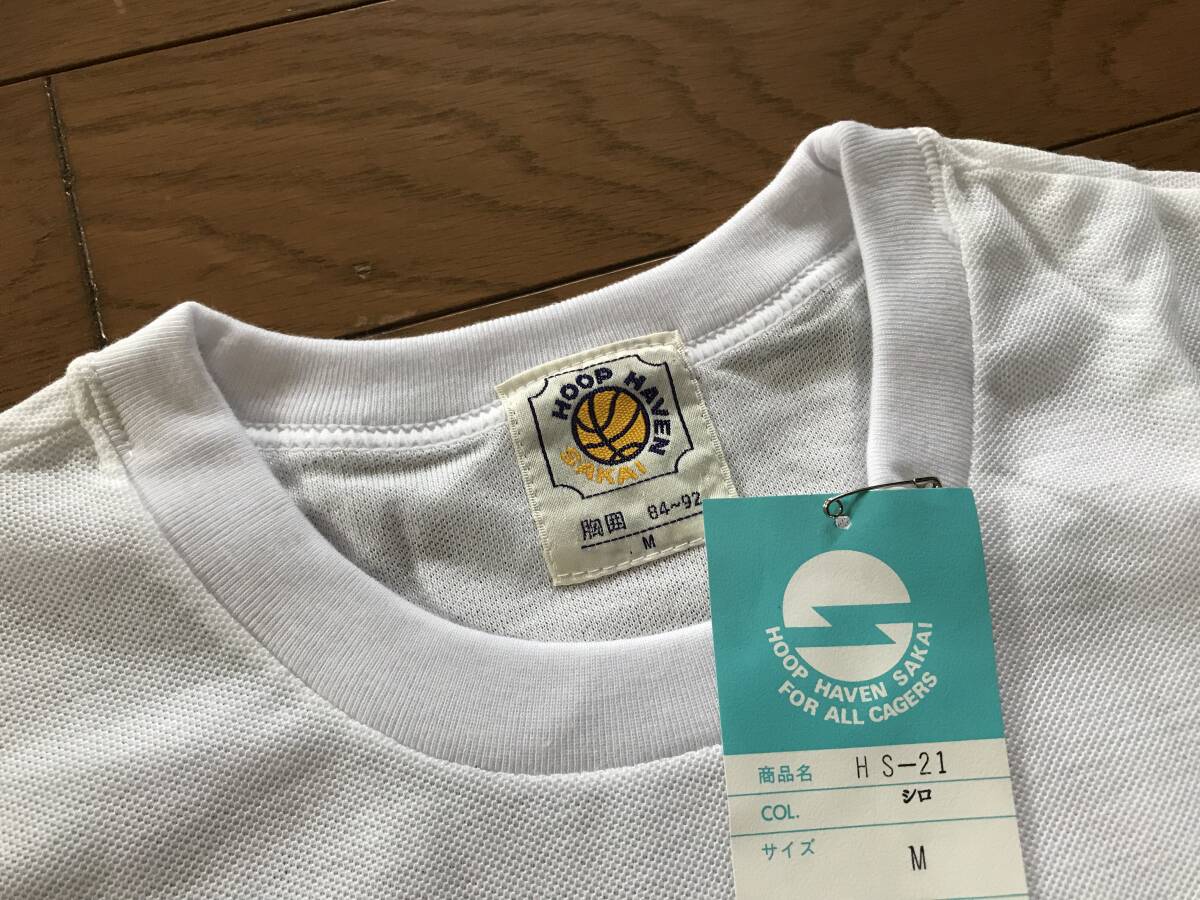 HOOP HAVEN
SAKAI
胸囲 84~92
M
HOOP HAVEN SAKAI
FOR ALL CAGERS
商品名 HS-21
COL. シロ
サイズ M